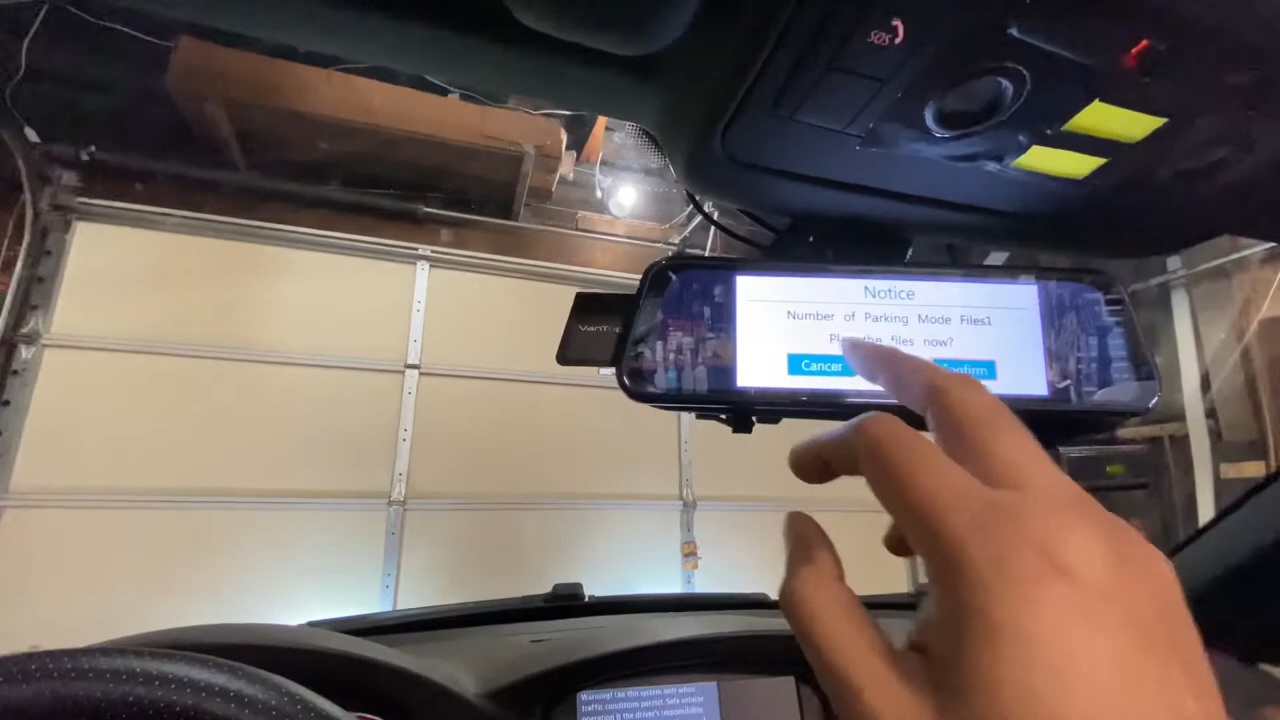 SOS
Notice
VanTop
Number of Parking Mode Files1
the files now?
Cancer
Warning! Use this system only when
traffic conditions permit. Safe vehicle
operation is the driver's responsibility.